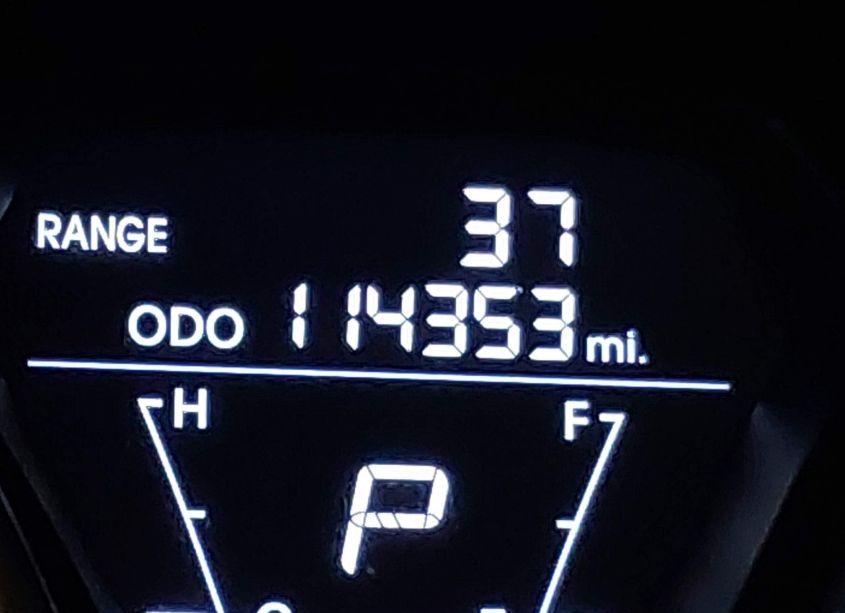 RANGE 37
ODO 114353 mi.
H F
P